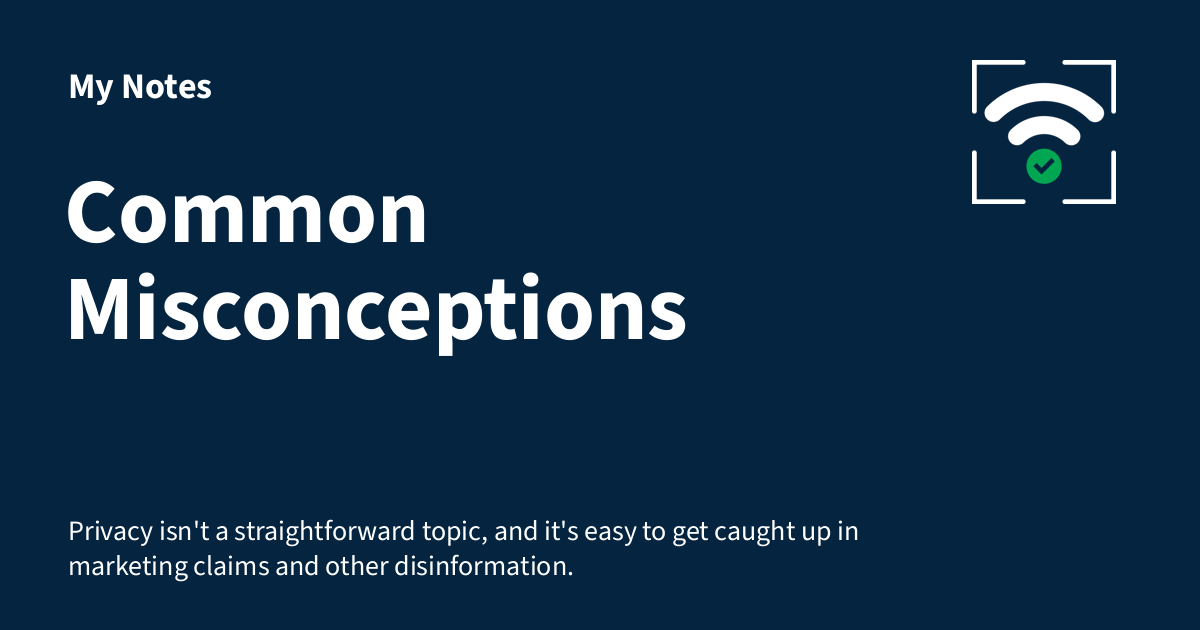 My Notes
Common
Misconceptions
Privacy isn't a straightforward topic, and it's easy to get caught up in
marketing claims and other disinformation.